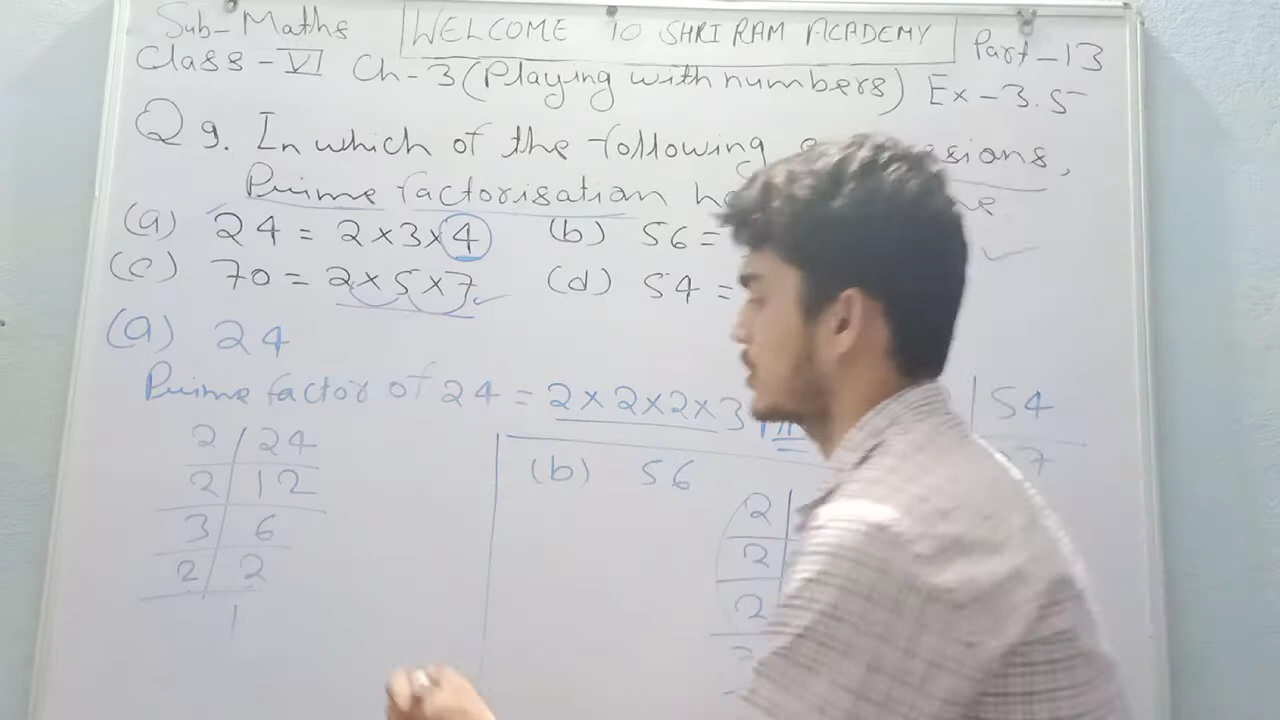 Sub-Maths WELCOME TO SHRI RAM ACADEMY Part-13
Class-VI Ch-3 (Playing with numbers) Ex-3.5
Q 9. In which of the following
Prime factorisation
(a) 24 = 2×3×4 (b) 56=
(c) 70 = 2×5×7 (d) 54 =
(a) 24
Prime factor of 24 = 2×2×2×3
54
2 24
2 12
3 6
2 2
1
(b) 56
2
2
2